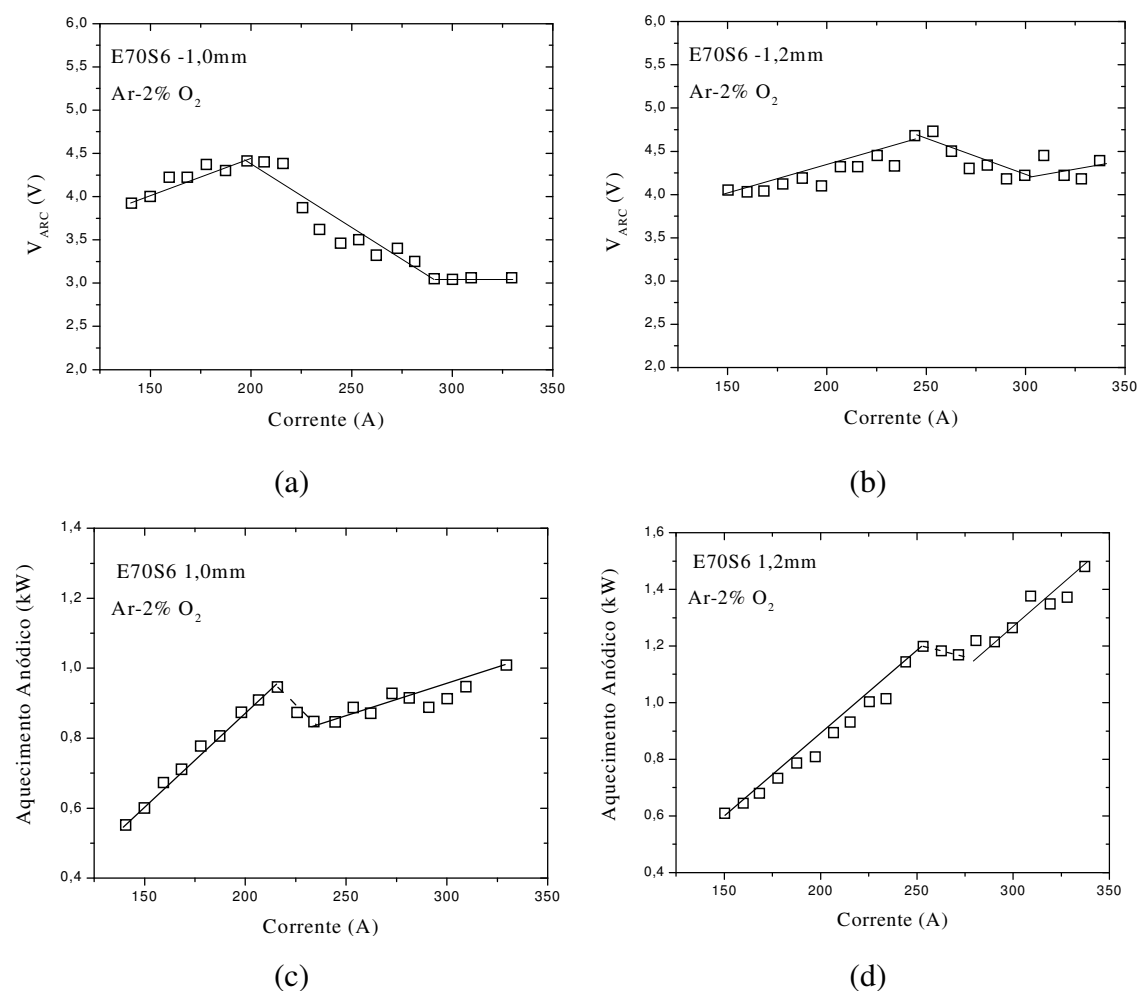 6,0
5,5
5,0
4,5
4,0
3,5
3,0
2,5
2,0
V_ARC (V)
E70S6 -1,0mm
Ar-2% O₂
150 200 250 300 350
Corrente (A)
(a)
6,0
5,5
5,0
4,5
4,0
3,5
3,0
2,5
2,0
V_ARC (V)
E70S6 -1,2mm
Ar-2% O₂
150 200 250 300 350
Corrente (A)
(b)
1,4
1,2
1,0
0,8
0,6
0,4
Aquecimento Anódico (kW)
E70S6 1,0mm
Ar-2% O₂
150 200 250 300 350
Corrente (A)
(c)
1,6
1,4
1,2
1,0
0,8
0,6
0,4
Aquecimento Anódico (kW)
E70S6 1,2mm
Ar-2% O₂
150 200 250 300 350
Corrente (A)
(d)